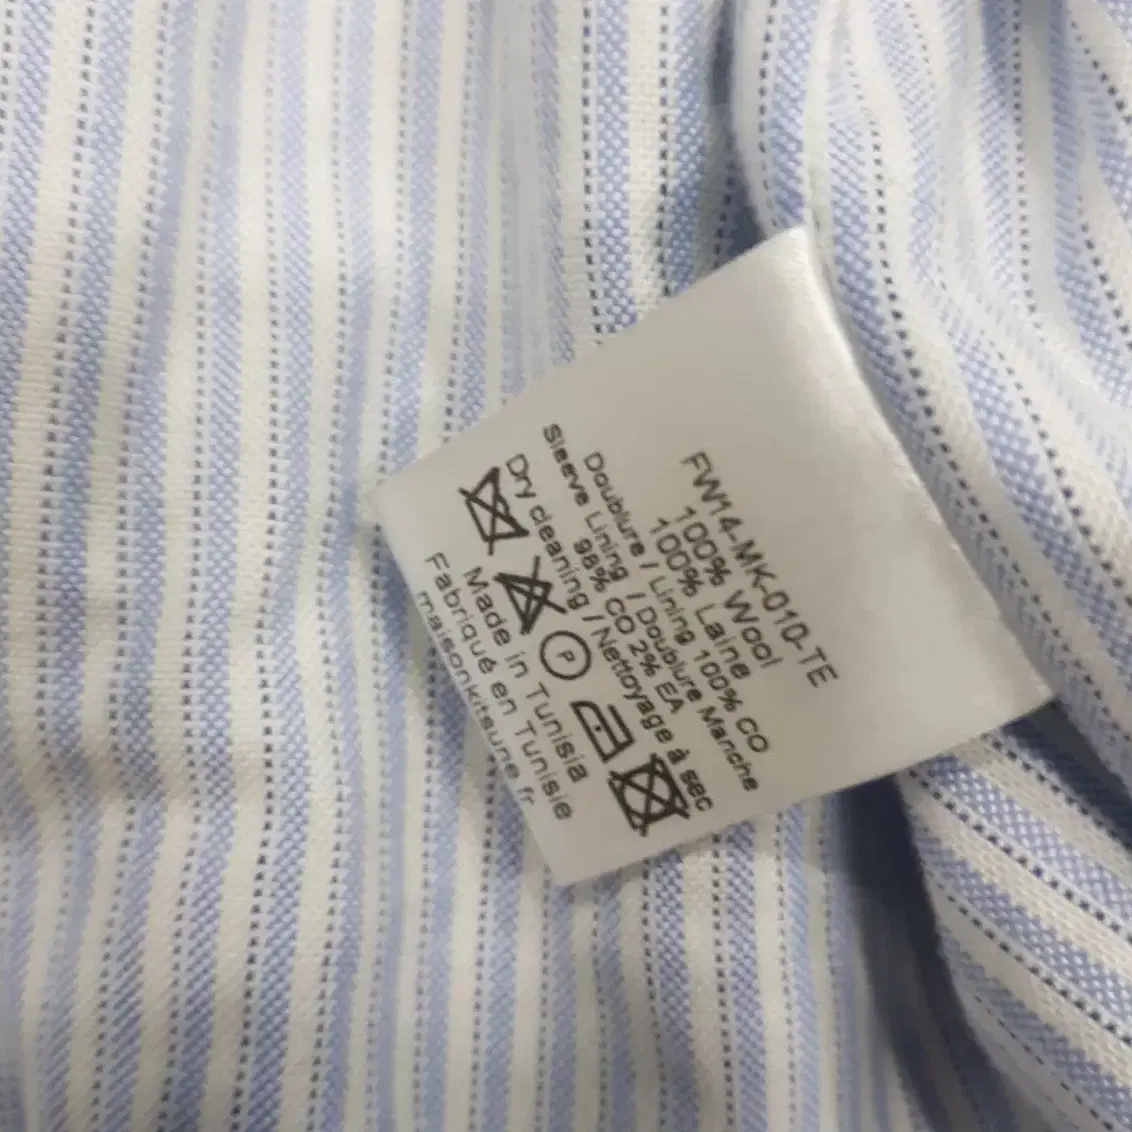 FW14-MK-010-TE
100% Wool
100% Laine
Doublure / Lining 100% CO
Sleeve Lining / Doublure Manche
98% CO 2% EA
Dry cleaning / Nettoyage à sec
P
Made in Tunisia
Fabriqué en Tunisie
maisonkitsune.fr